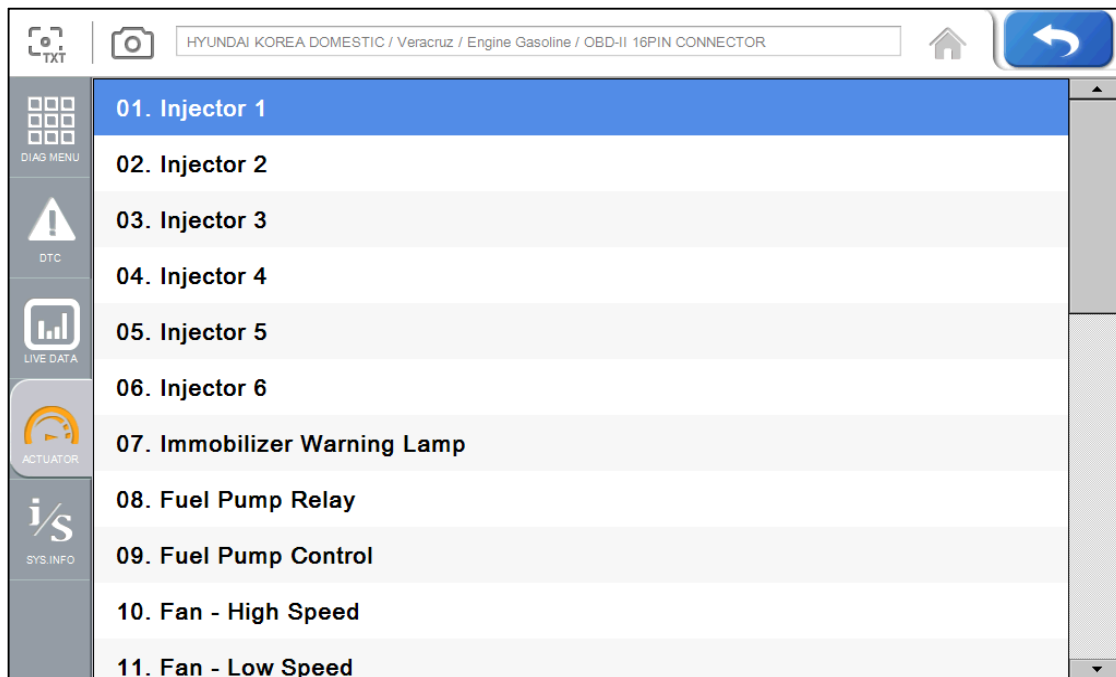 TXT
HYUNDAI KOREA DOMESTIC / Veracruz / Engine Gasoline / OBD-II 16PIN CONNECTOR
DIAG MENU
DTC
LIVE DATA
ACTUATOR
i/s
SYS.INFO
01. Injector 1
02. Injector 2
03. Injector 3
04. Injector 4
05. Injector 5
06. Injector 6
07. Immobilizer Warning Lamp
08. Fuel Pump Relay
09. Fuel Pump Control
10. Fan - High Speed
11. Fan - Low Speed